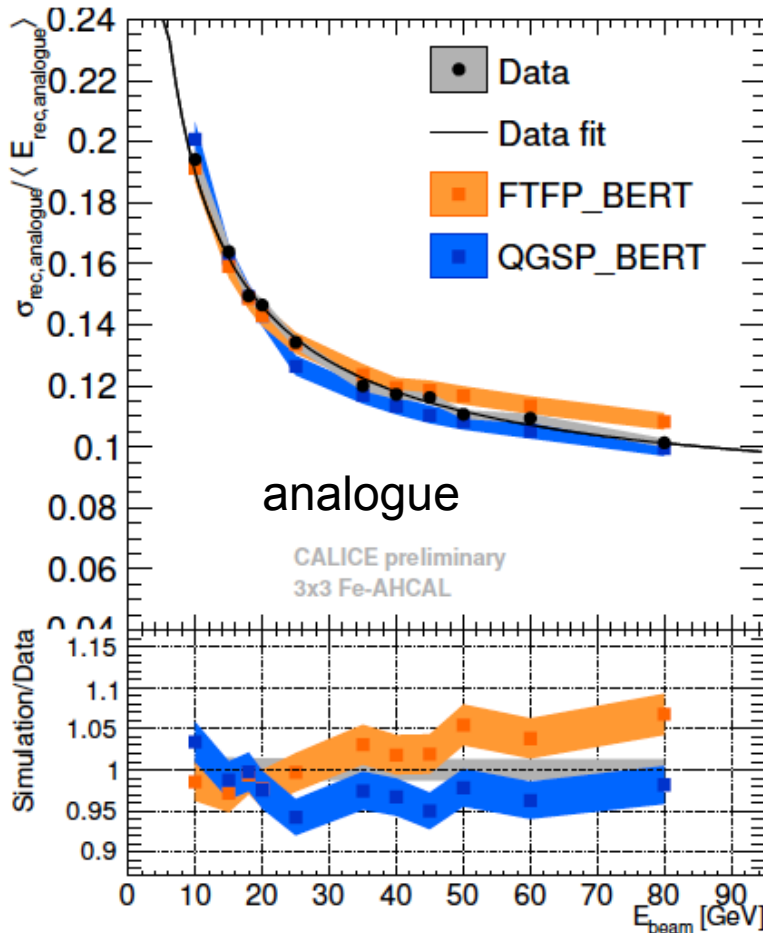 σrec,analogue/⟨ Erec,analogue⟩
0.24
0.22
0.2
0.18
0.16
0.14
0.12
0.1
0.08
0.06
0.04
Data
Data fit
FTFP_BERT
QGSP_BERT
analogue
CALICE preliminary
3x3 Fe-AHCAL
Simulation/Data
1.15
1.1
1.05
1
0.95
0.9
0 10 20 30 40 50 60 70 80 90
Ebeam [GeV]